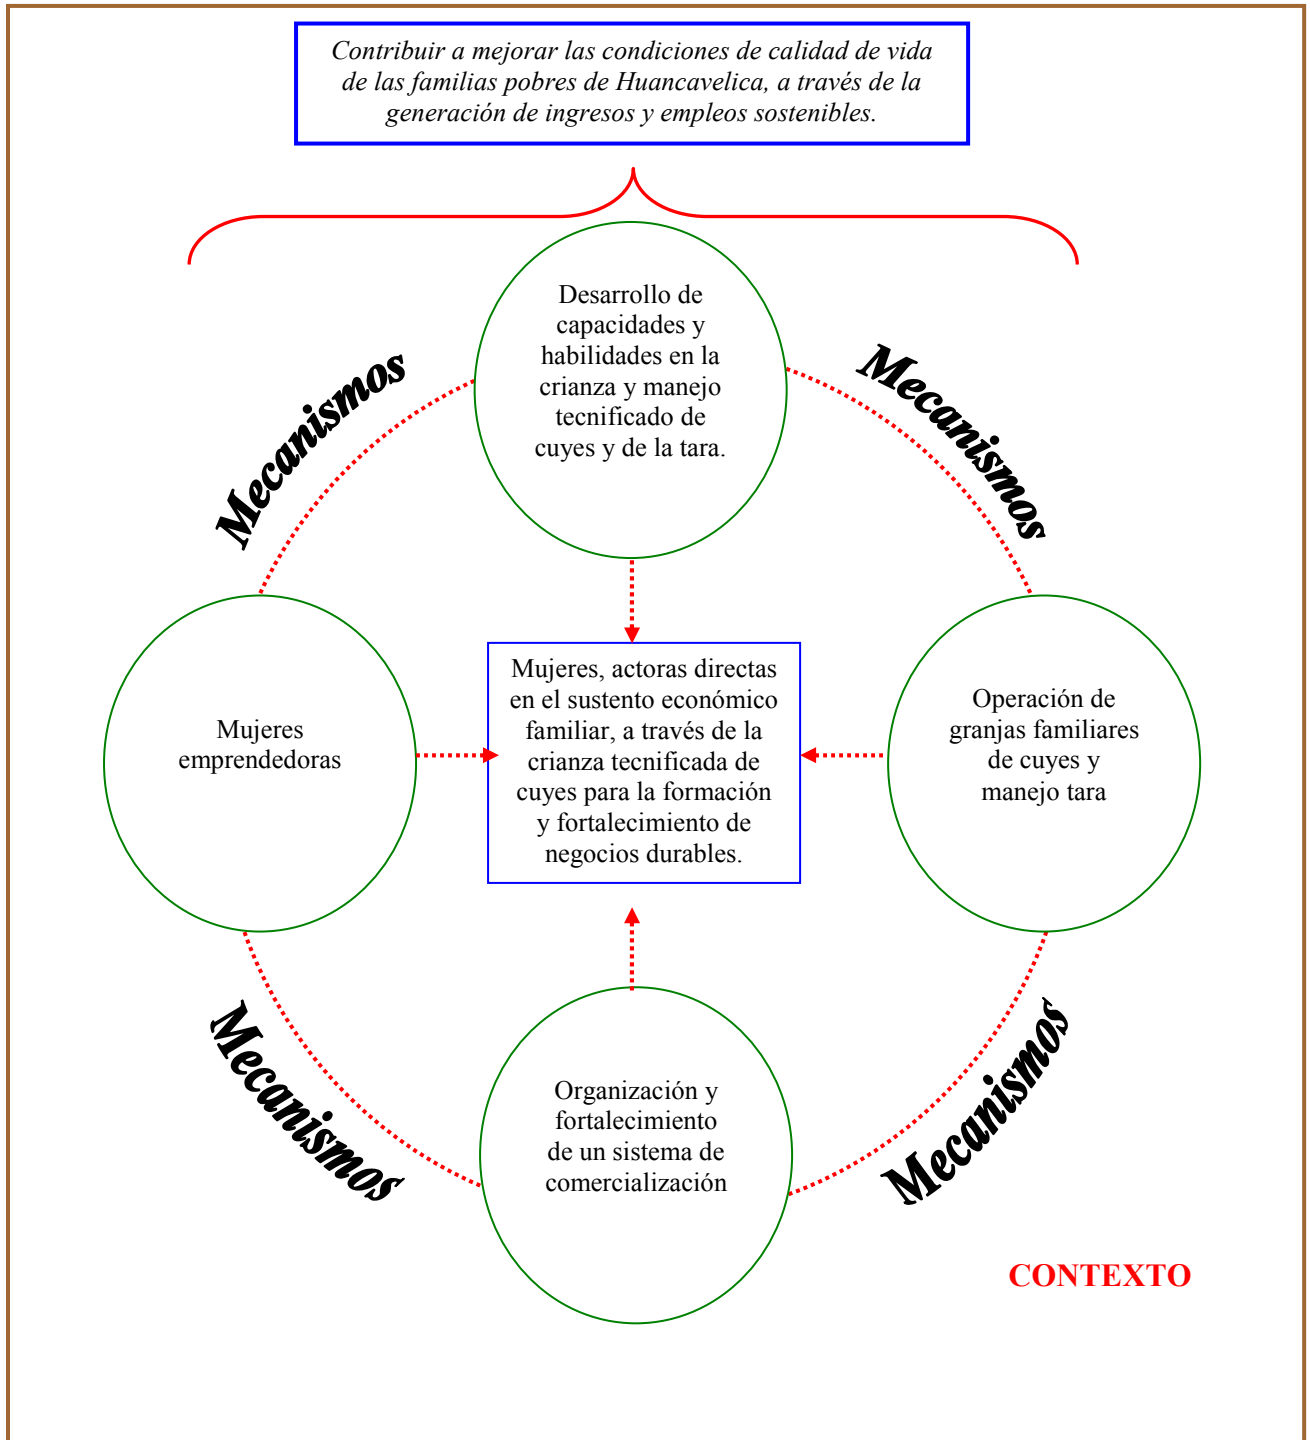 Contribuir a mejorar las condiciones de calidad de vida
de las familias pobres de Huancavelica, a través de la
generación de ingresos y empleos sostenibles.
Desarrollo de
capacidades y
habilidades en la
crianza y manejo
tecnificado de
cuyes y de la tara.
Mecanismos
Mecanismos
Mujeres
emprendedoras
Mujeres, actoras directas
en el sustento económico
familiar, a través de la
crianza tecnificada de
cuyes para la formación
y fortalecimiento de
negocios durables.
Operación de
granjas familiares
de cuyes y
manejo tara
Mecanismos
Mecanismos
Organización y
fortalecimiento
de un sistema de
comercialización
CONTEXTO